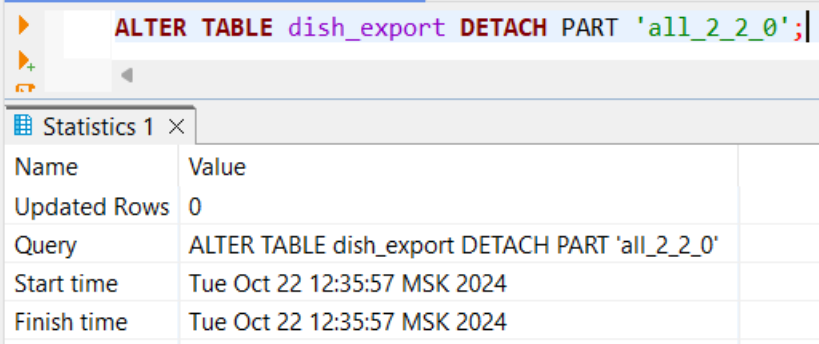 ALTER TABLE dish_export DETACH PART 'all_2_2_0';
Statistics 1
Name Value
Updated Rows 0
Query ALTER TABLE dish_export DETACH PART 'all_2_2_0'
Start time Tue Oct 22 12:35:57 MSK 2024
Finish time Tue Oct 22 12:35:57 MSK 2024